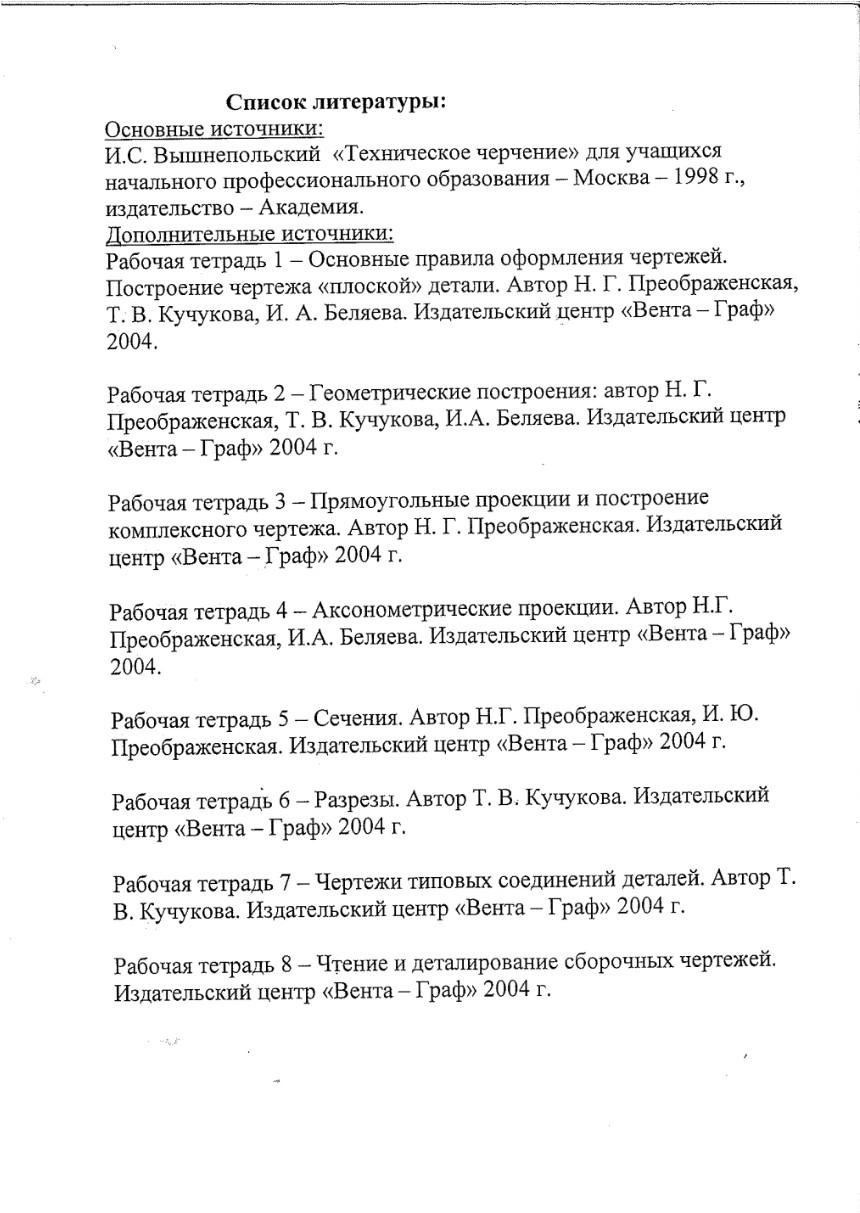 Список литературы:
Основные источники:
И.С. Вышнепольский «Техническое черчение» для учащихся
начального профессионального образования – Москва – 1998 г.,
издательство – Академия.
Дополнительные источники:
Рабочая тетрадь 1 – Основные правила оформления чертежей.
Построение чертежа «плоской» детали. Автор Н. Г. Преображенская,
Т. В. Кучукова, И. А. Беляева. Издательский центр «Вента – Граф»
2004.
Рабочая тетрадь 2 – Геометрические построения: автор Н. Г.
Преображенская, Т. В. Кучукова, И.А. Беляева. Издательский центр
«Вента – Граф» 2004 г.
Рабочая тетрадь 3 – Прямоугольные проекции и построение
комплексного чертежа. Автор Н. Г. Преображенская. Издательский
центр «Вента – Граф» 2004 г.
Рабочая тетрадь 4 – Аксонометрические проекции. Автор Н.Г.
Преображенская, И.А. Беляева. Издательский центр «Вента – Граф»
2004.
Рабочая тетрадь 5 – Сечения. Автор Н.Г. Преображенская, И. Ю.
Преображенская. Издательский центр «Вента – Граф» 2004 г.
Рабочая тетрадь 6 – Разрезы. Автор Т. В. Кучукова. Издательский
центр «Вента – Граф» 2004 г.
Рабочая тетрадь 7 – Чертежи типовых соединений деталей. Автор Т.
В. Кучукова. Издательский центр «Вента – Граф» 2004 г.
Рабочая тетрадь 8 – Чтение и деталирование сборочных чертежей.
Издательский центр «Вента – Граф» 2004 г.